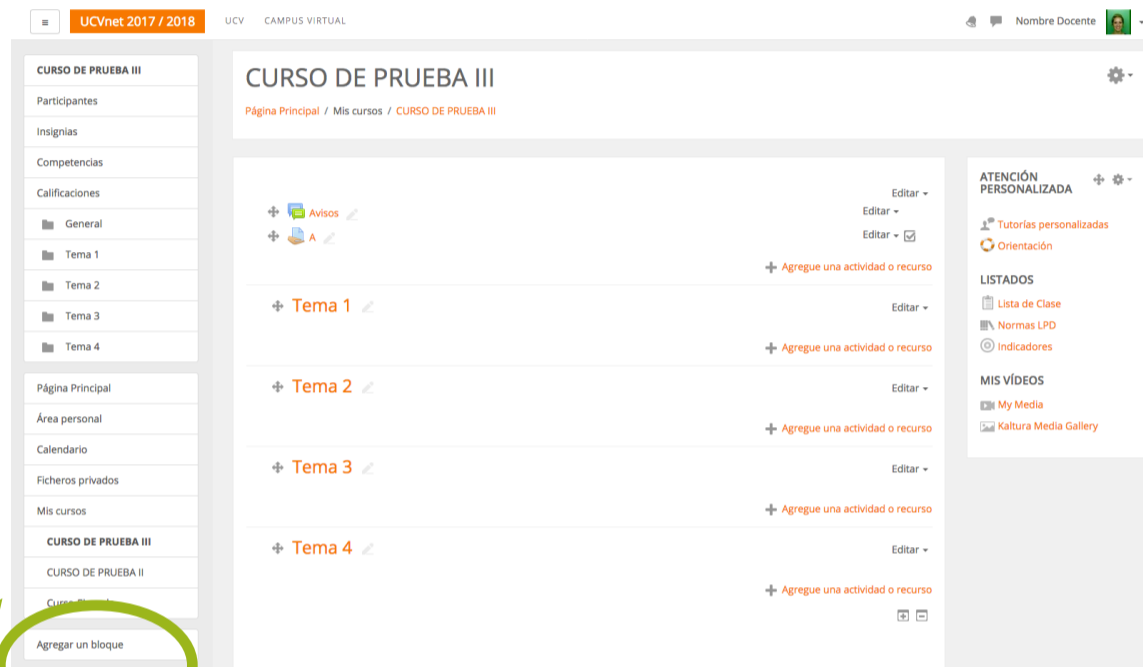 UCVnet 2017 / 2018
UCV
CAMPUS VIRTUAL
Nombre Docente
CURSO DE PRUEBA III
Participantes
Insignias
Competencias
Calificaciones
General
Tema 1
Tema 2
Tema 3
Tema 4
Página Principal
Área personal
Calendario
Ficheros privados
Mis cursos
CURSO DE PRUEBA III
CURSO DE PRUEBA II
Agregar un bloque
CURSO DE PRUEBA III
Página Principal / Mis cursos / CURSO DE PRUEBA III
Editar
Avisos Editar
A Editar
Agregue una actividad o recurso
Tema 1 Editar
Agregue una actividad o recurso
Tema 2 Editar
Agregue una actividad o recurso
Tema 3 Editar
Agregue una actividad o recurso
Tema 4 Editar
Agregue una actividad o recurso
ATENCIÓN
PERSONALIZADA
Tutorías personalizadas
Orientación
LISTADOS
Lista de Clase
Normas LPD
Indicadores
MIS VÍDEOS
My Media
Kaltura Media Gallery